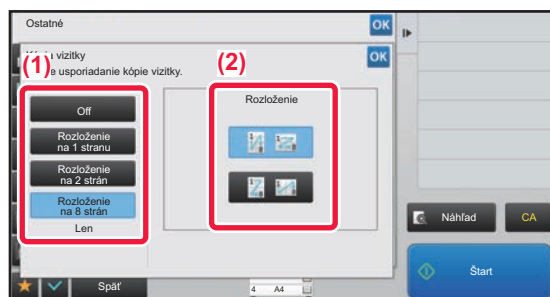 Ostatné
OK
Kópia vizitky
OK
(1)
(2)
usporiadanie kópie vizitky.
Off
Rozloženie
na 1 stranu
Rozloženie
na 2 strán
Rozloženie
na 8 strán
Len
Rozloženie
Náhľad
CA
Späť
4 A4
Štart